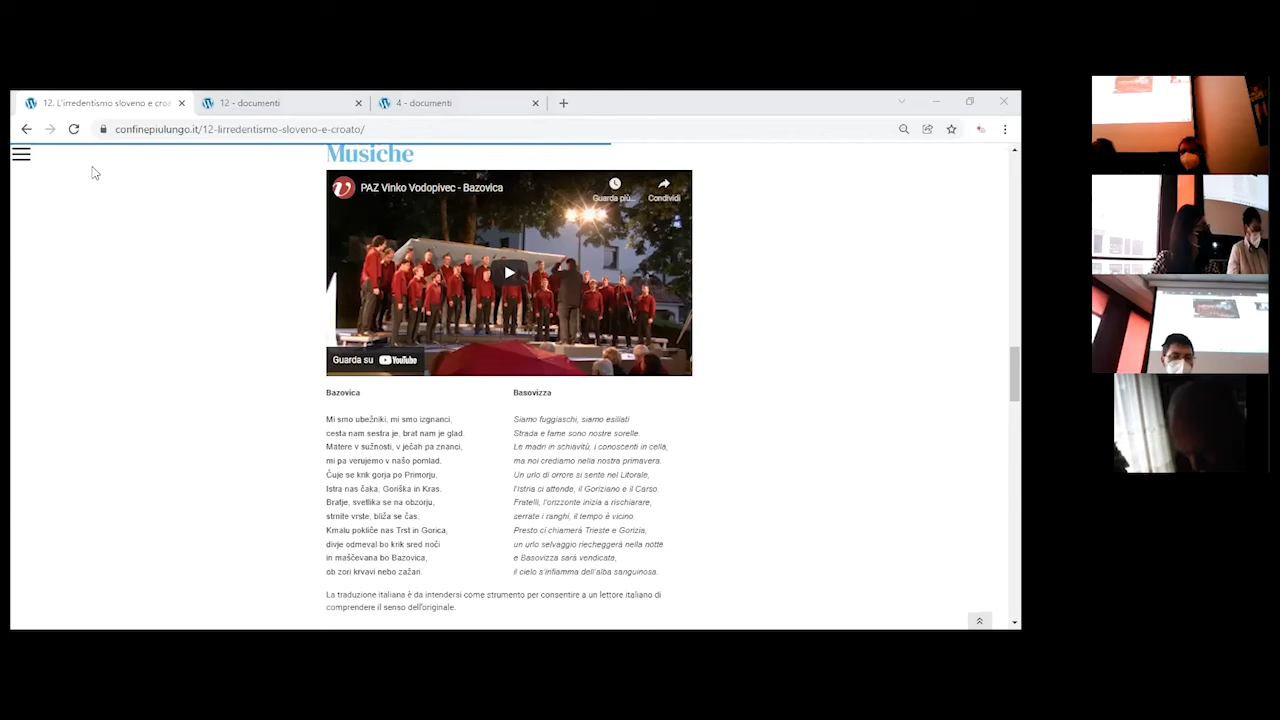 12. L'irredentismo sloveno e croa
12 - documenti
4 - documenti
confinepiulungo.it/12-lirredentismo-sloveno-e-croato/
Musiche
PAZ Vinko Vodopivec - Bazovica
Guarda più...
Condividi
Guarda su YouTube
Bazovica
Mi smo ubežniki, mi smo izgnanci,
cesta nam sestra je, brat nam je glad.
Matere v sužnosti, v ječah pa znanci,
mi pa verujemo v našo pomlad.
Čuje se krik gorja po Primorju,
Istra nas čaka, Goriška in Kras.
Bratje, svetlika se na obzorju,
strnite vrste, bliža se čas.
Kmalu pokliče nas Trst in Gorica,
divje odmeval bo krik sred noči
in maščevana bo Bazovica,
ob zori krvavi nebo zažari.
Basovizza
Siamo fuggiaschi, siamo esiliati
Strada e fame sono nostre sorelle.
Le madri in schiavitù, i conoscenti in cella,
ma noi crediamo nella nostra primavera.
Un urlo di orrore si sente nel Litorale,
l'Istria ci attende, il Goriziano e il Carso.
Fratelli, l'orizzonte inizia a rischiarare,
serrate i ranghi, il tempo è vicino.
Presto ci chiamerà Trieste e Gorizia,
un urlo selvaggio riecheggerà nella notte
e Basovizza sarà vendicata,
il cielo s'infiamma dell'alba sanguinosa.
La traduzione italiana è da intendersi come strumento per consentire a un lettore italiano di
comprendere il senso dell'originale.